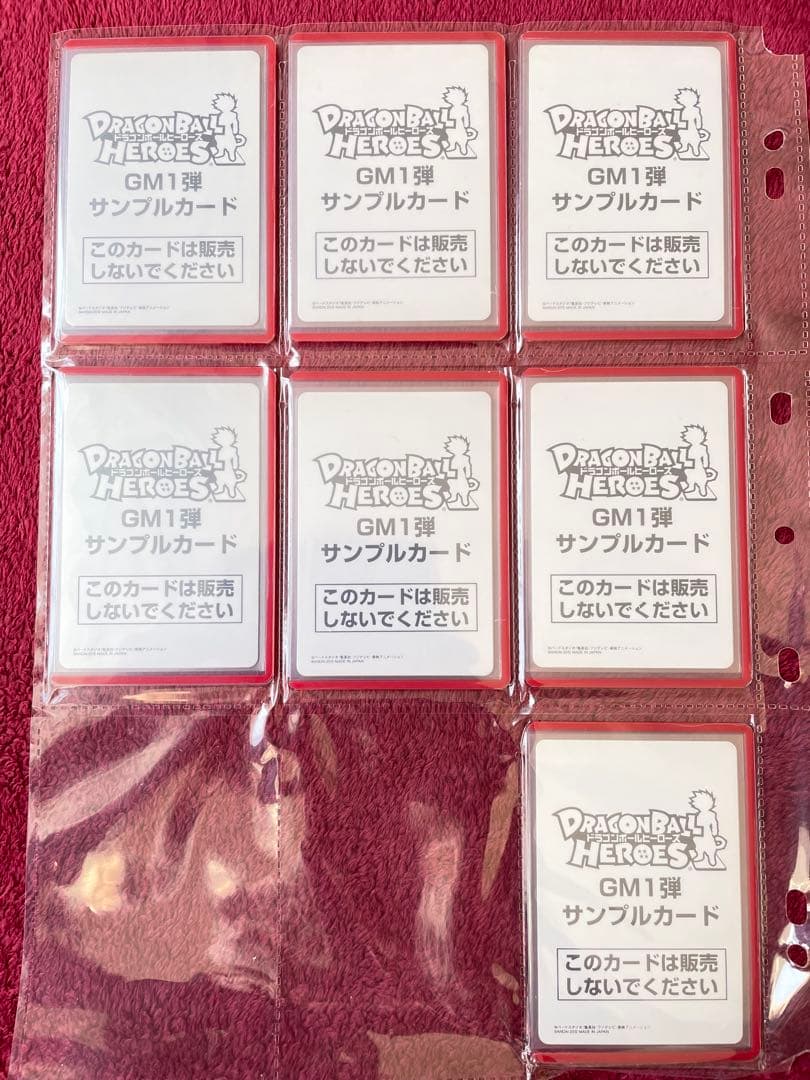 DRAGON BALL
ドラゴンボールヒーローズ
HEROES
GM1弾
サンプルカード
このカードは販売
しないでください
DRAGON BALL
ドラゴンボールヒーローズ
HEROES
GM1弾
サンプルカード
このカードは販売
しないでください
DRAGON BALL
ドラゴンボールヒーローズ
HEROES
GM1弾
サンプルカード
このカードは販売
しないでください
DRAGON BALL
ドラゴンボールヒーローズ
HEROES
GM1弾
サンプルカード
このカードは販売
しないでください
DRAGON BALL
ドラゴンボールヒーローズ
HEROES
GM1弾
サンプルカード
このカードは販売
しないでください
DRAGON BALL
ドラゴンボールヒーローズ
HEROES
GM1弾
サンプルカード
このカードは販売
しないでください
DRAGON BALL
ドラゴンボールヒーローズ
HEROES
GM1弾
サンプルカード
このカードは販売
しないでください